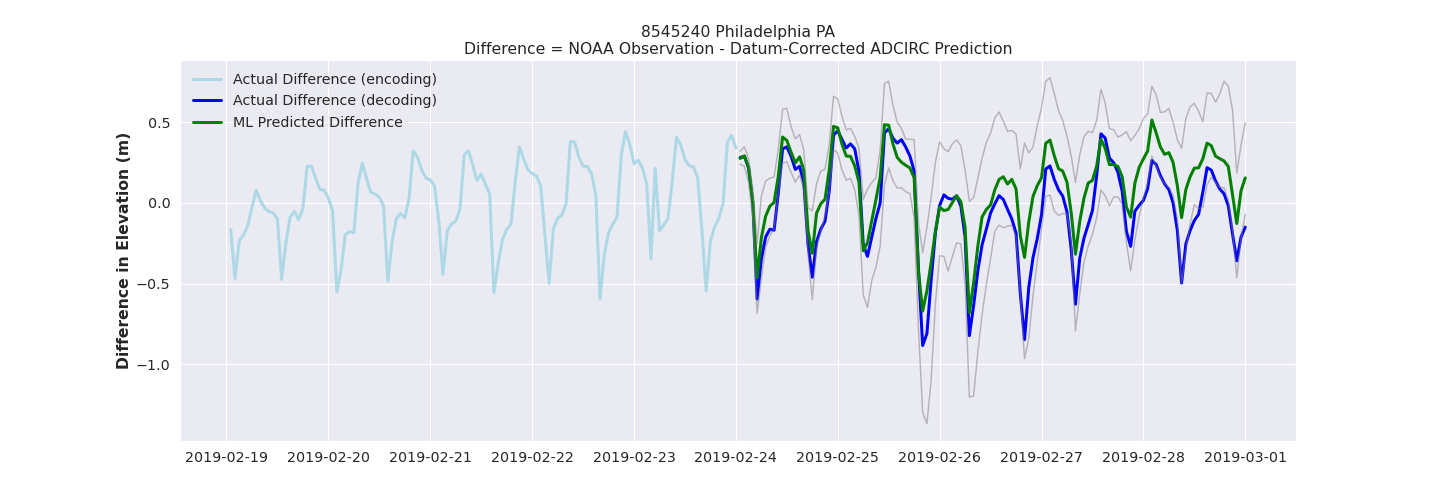 8545240 Philadelphia PA
Difference = NOAA Observation - Datum-Corrected ADCIRC Prediction
Actual Difference (encoding)
Actual Difference (decoding)
ML Predicted Difference
Difference in Elevation (m)
0.5
0.0
−0.5
−1.0
2019-02-19 2019-02-20 2019-02-21 2019-02-22 2019-02-23 2019-02-24 2019-02-25 2019-02-26 2019-02-27 2019-02-28 2019-03-01